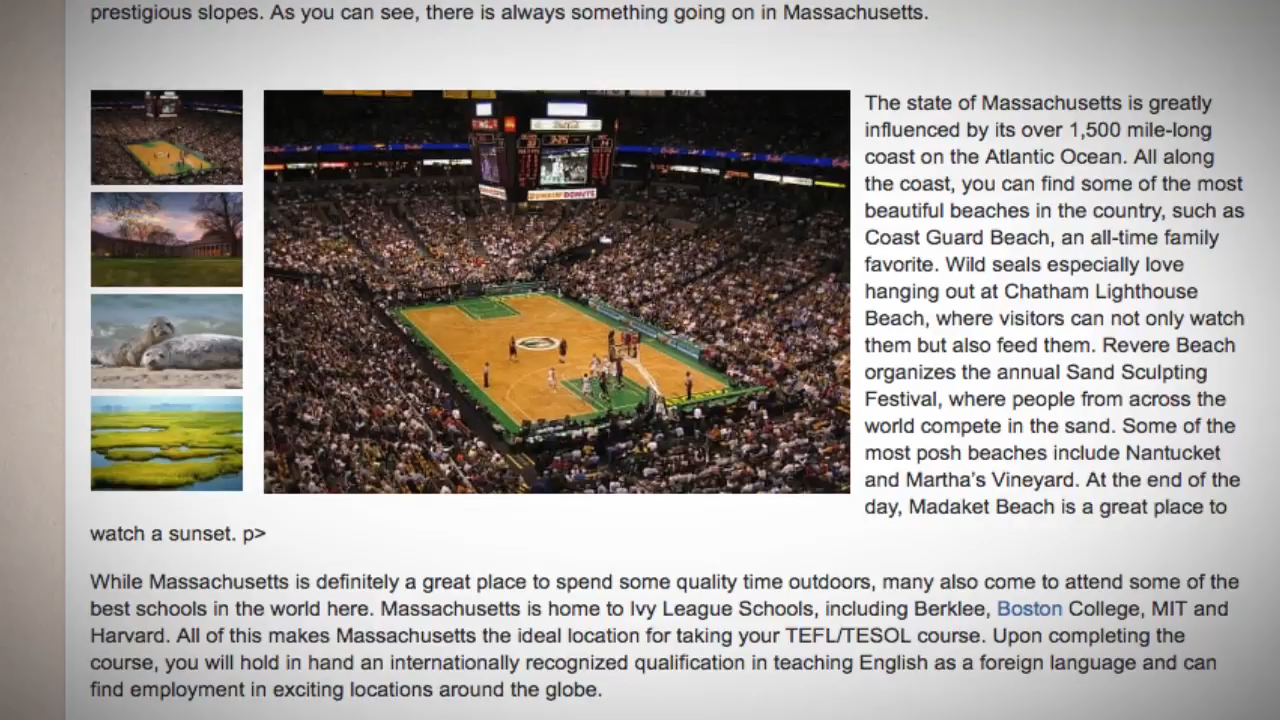 prestigious slopes. As you can see, there is always something going on in Massachusetts.
The state of Massachusetts is greatly
influenced by its over 1,500 mile-long
coast on the Atlantic Ocean. All along
the coast, you can find some of the most
beautiful beaches in the country, such as
Coast Guard Beach, an all-time family
favorite. Wild seals especially love
hanging out at Chatham Lighthouse
Beach, where visitors can not only watch
them but also feed them. Revere Beach
organizes the annual Sand Sculpting
Festival, where people from across the
world compete in the sand. Some of the
most posh beaches include Nantucket
and Martha’s Vineyard. At the end of the
day, Madaket Beach is a great place to
watch a sunset. p>
While Massachusetts is definitely a great place to spend some quality time outdoors, many also come to attend some of the
best schools in the world here. Massachusetts is home to Ivy League Schools, including Berklee, Boston College, MIT and
Harvard. All of this makes Massachusetts the ideal location for taking your TEFL/TESOL course. Upon completing the
course, you will hold in hand an internationally recognized qualification in teaching English as a foreign language and can
find employment in exciting locations around the globe.
DUNKIN' DONUTS